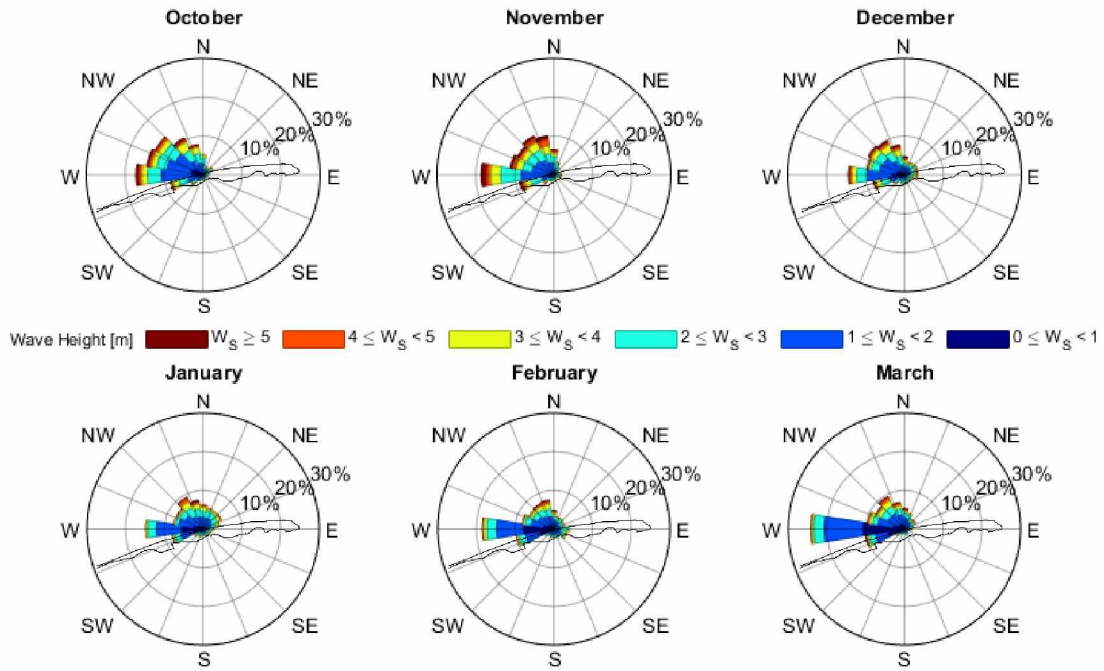 October November December
N N N
NW NE NW NE NW NE
30% 30% 30%
20% 20% 20%
10% 10% 10%
W E W E W E
SW SE SW SE SW SE
S S S
Wave Height [m] W_S ≥ 5 4 ≤ W_S < 5 3 ≤ W_S < 4 2 ≤ W_S < 3 1 ≤ W_S < 2 0 ≤ W_S < 1
January February March
N N N
NW NE NW NE NW NE
30% 30% 30%
20% 20% 20%
10% 10% 10%
W E W E W E
SW SE SW SE SW SE
S S S